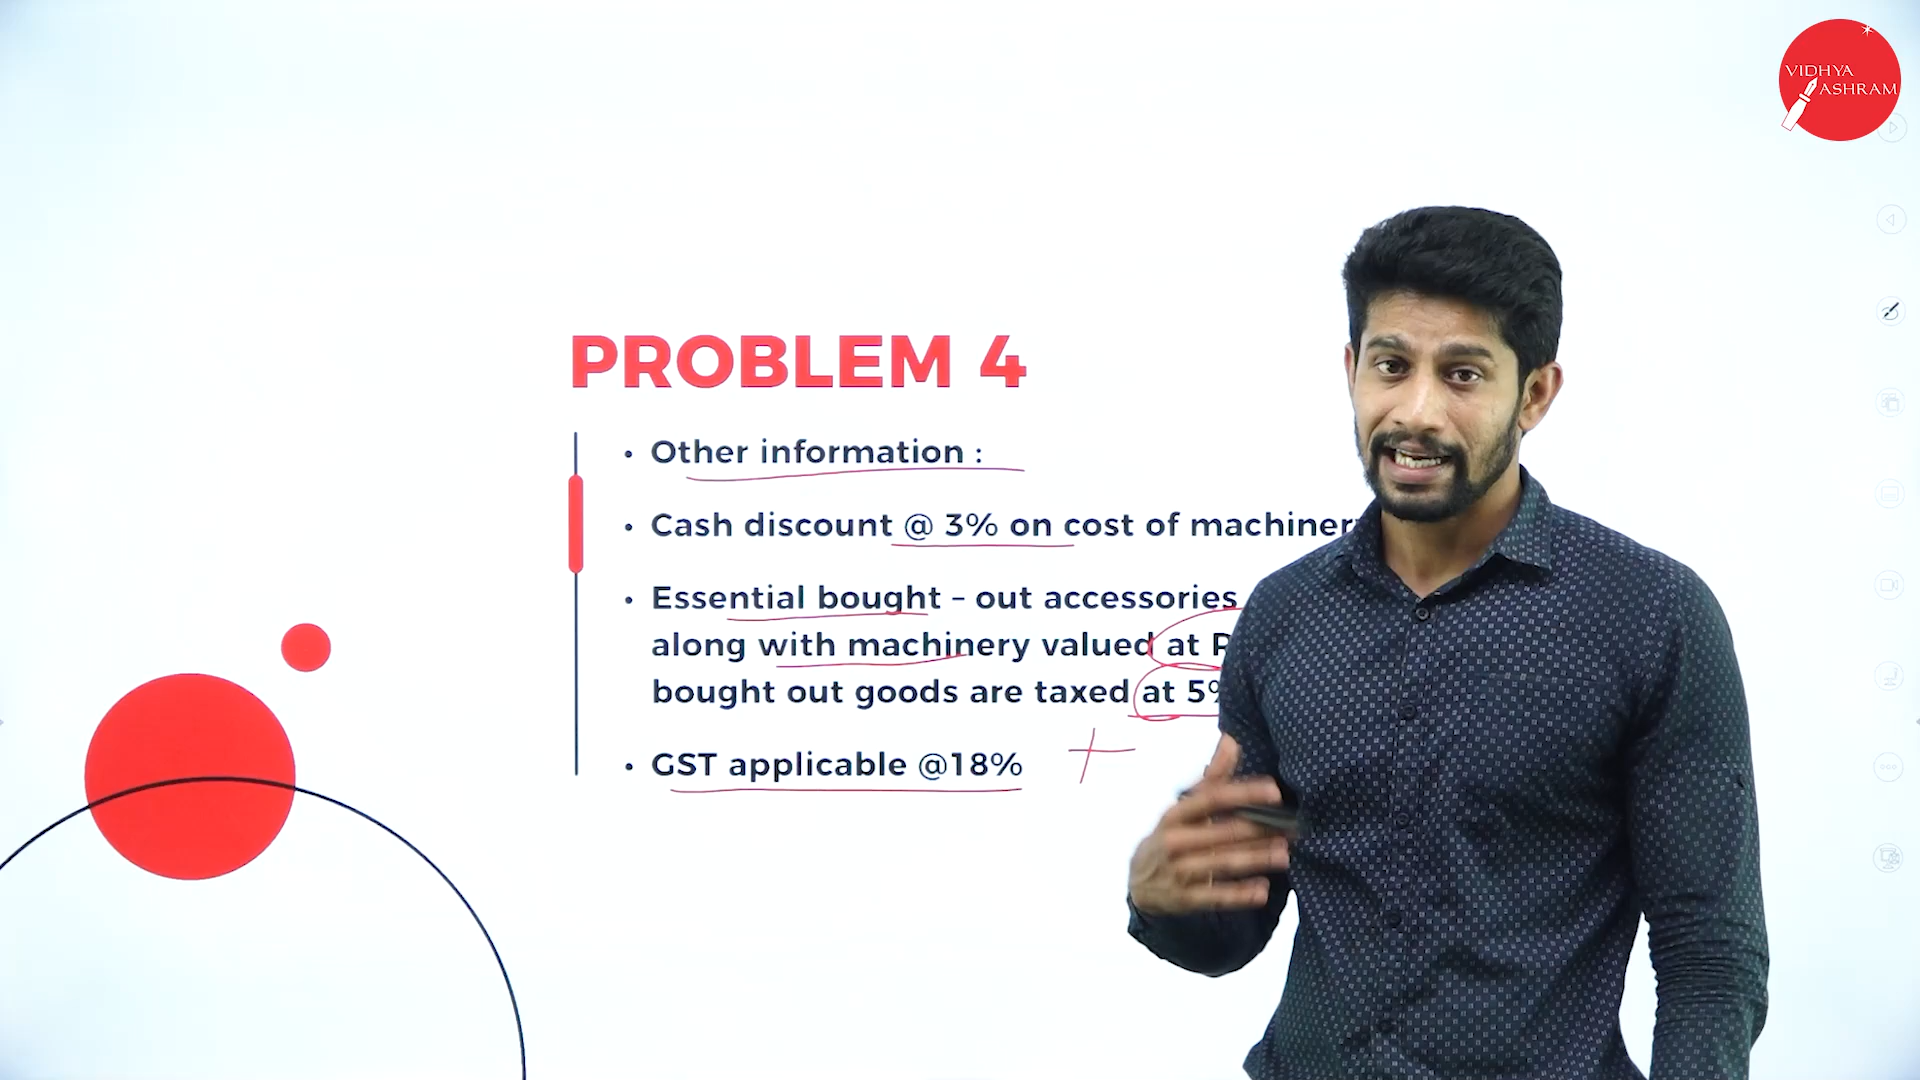 VIDHYA
ASHRAM
PROBLEM 4
• Other information :
• Cash discount @ 3% on cost of machinery
• Essential bought – out accessories
along with machinery valued at
bought out goods are taxed at 5%
• GST applicable @18%